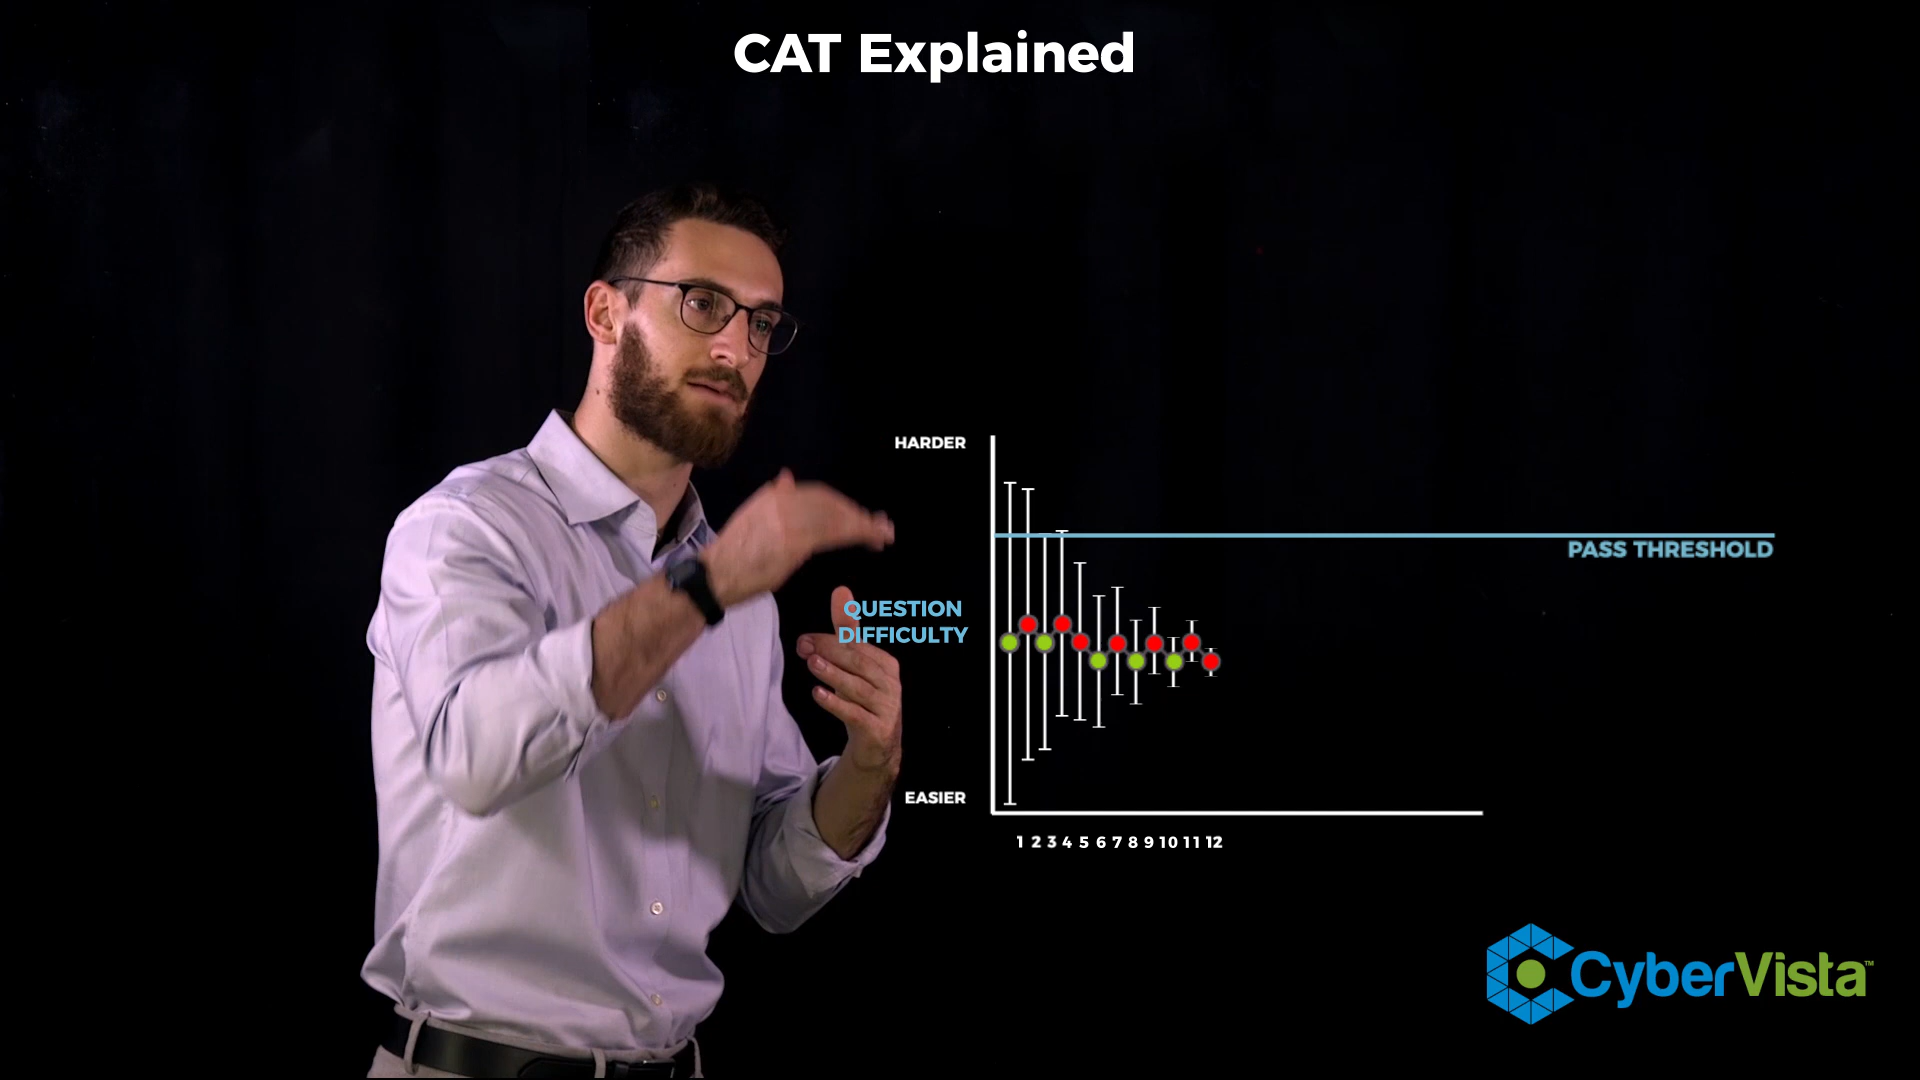 CAT Explained
HARDER
PASS THRESHOLD
QUESTION
DIFFICULTY
EASIER
1 2 3 4 5 6 7 8 9 10 11 12
CyberVista™